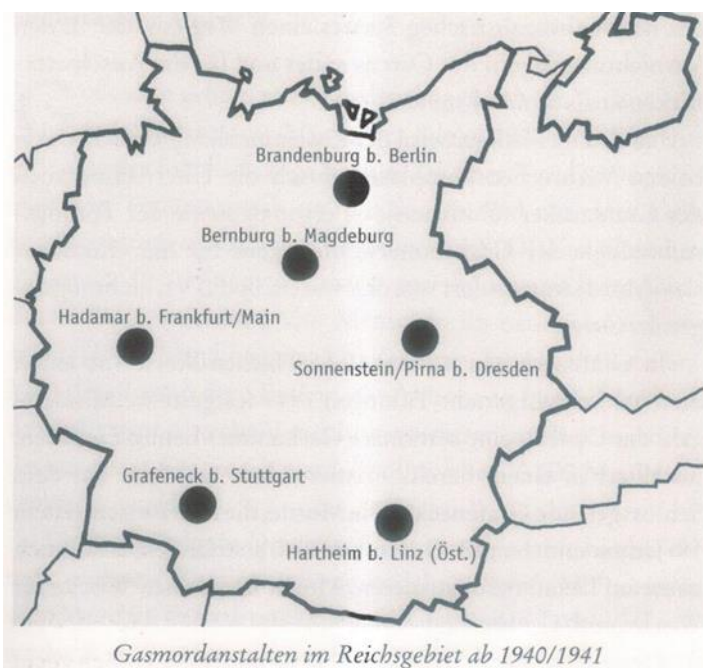 Brandenburg b. Berlin
Bernburg b. Magdeburg
Hadamar b. Frankfurt/Main
Sonnenstein/Pirna b. Dresden
Grafeneck b. Stuttgart
Hartheim b. Linz (Öst.)
Gasmordanstalten im Reichsgebiet ab 1940/1941